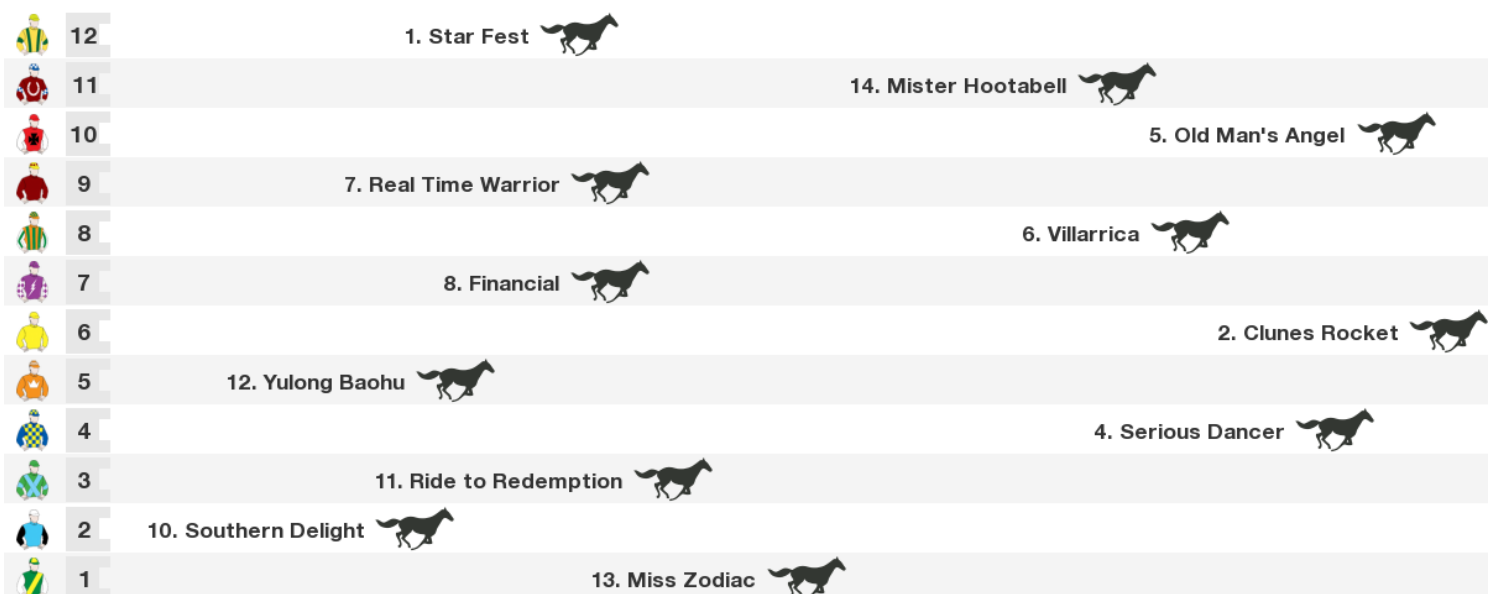 12 1. Star Fest
11 14. Mister Hootabell
10 5. Old Man's Angel
9 7. Real Time Warrior
8 6. Villarrica
7 8. Financial
6 2. Clunes Rocket
5 12. Yulong Baohu
4 4. Serious Dancer
3 11. Ride to Redemption
2 10. Southern Delight
1 13. Miss Zodiac